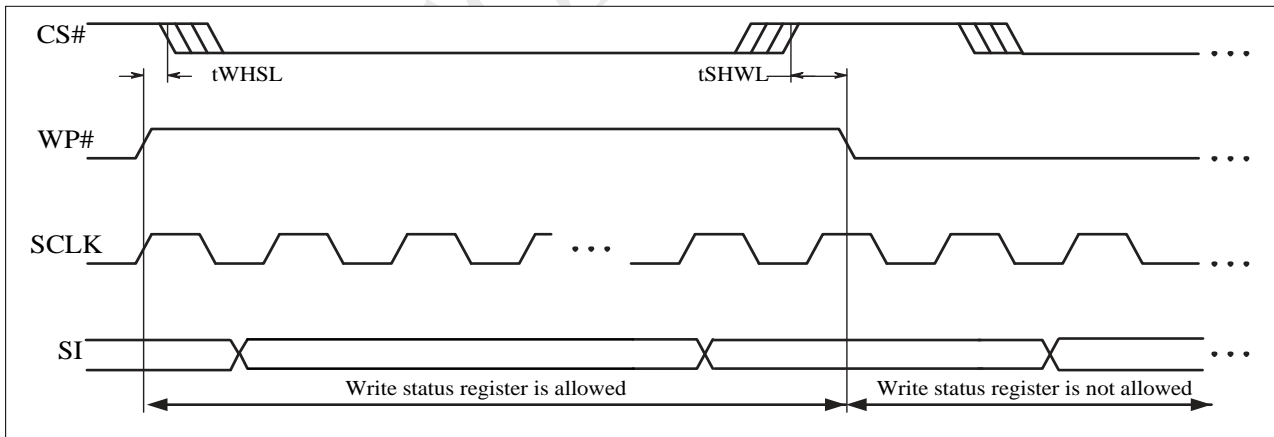 CS#
tWHSL
tSHWL
WP#
SCLK
SI
Write status register is allowed
Write status register is not allowed